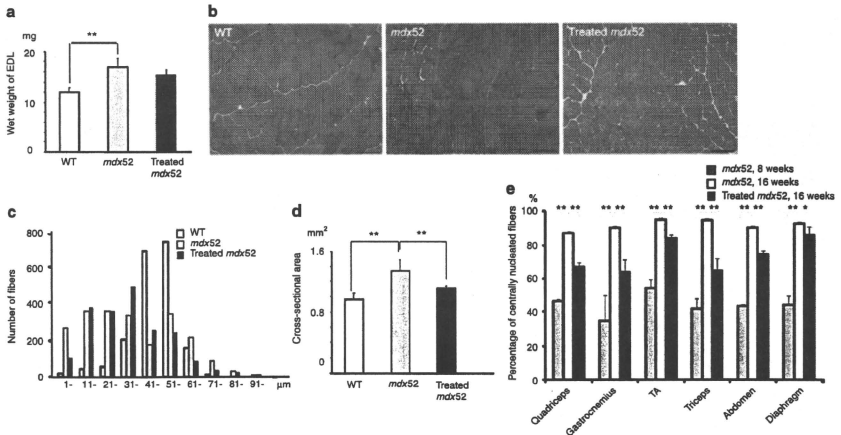 a
mg
**
20
10
0
Wet weight of EDL
WT
mdx52
Treated
mdx52
b
WT
mdx52
Treated mdx52
c
WT
mdx52
Treated mdx52
800
600
400
200
0
Number of fibers
1-
11-
21-
31-
41-
51-
61-
71-
81-
91-
μm
d
mm2
**
**
1.6
0.8
0
Cross-sectional area
WT
mdx52
Treated
mdx52
mdx52, 8 weeks
mdx52, 16 weeks
Treated mdx52, 16 weeks
e
%
** **
** **
** **
** **
** **
** *
100
80
60
40
20
0
Percentage of centrally nucleated fibers
Quadriceps
Gastrocnemius
TA
Triceps
Abdomen
Diaphragm